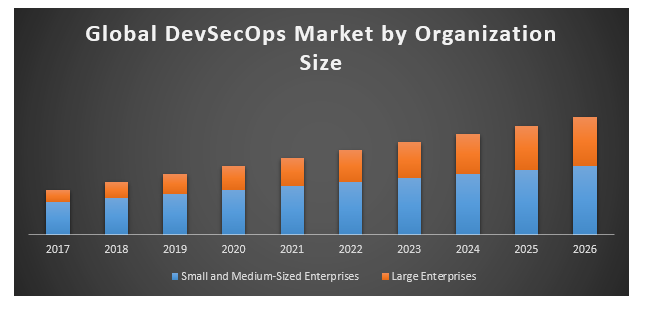 Global DevSecOps Market by Organization
Size
2017 2018 2019 2020 2021 2022 2023 2024 2025 2026
Small and Medium-Sized Enterprises Large Enterprises